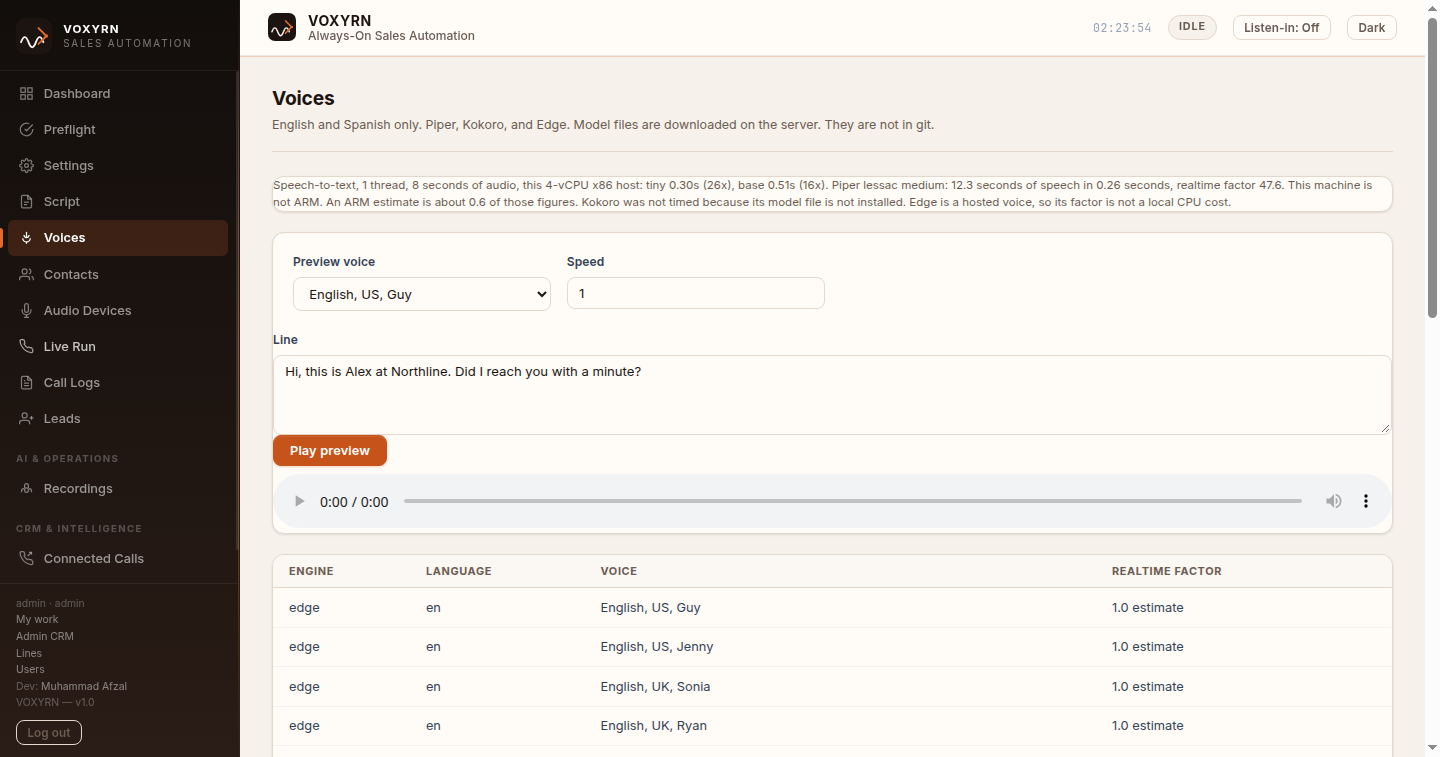 VOXYRN
SALES AUTOMATION
Dashboard
Preflight
Settings
Script
Voices
Contacts
Audio Devices
Live Run
Call Logs
Leads
AI & OPERATIONS
Recordings
CRM & INTELLIGENCE
Connected Calls
admin · admin
My work
Admin CRM
Lines
Users
Dev: Muhammad Afzal
VOXYRN — v1.0
Log out
VOXYRN
Always-On Sales Automation
02:23:54
IDLE
Listen-in: Off
Dark
Voices
English and Spanish only. Piper, Kokoro, and Edge. Model files are downloaded on the server. They are not in git.
Speech-to-text, 1 thread, 8 seconds of audio, this 4-vCPU x86 host: tiny 0.30s (26x), base 0.51s (16x). Piper lessac medium: 12.3 seconds of speech in 0.26 seconds, realtime factor 47.6. This machine is
not ARM. An ARM estimate is about 0.6 of those figures. Kokoro was not timed because its model file is not installed. Edge is a hosted voice, so its factor is not a local CPU cost.
Preview voice
Speed
English, US, Guy
1
Line
Hi, this is Alex at Northline. Did I reach you with a minute?
Play preview
0:00 / 0:00
ENGINE LANGUAGE VOICE REALTIME FACTOR
edge en English, US, Guy 1.0 estimate
edge en English, US, Jenny 1.0 estimate
edge en English, UK, Sonia 1.0 estimate
edge en English, UK, Ryan 1.0 estimate